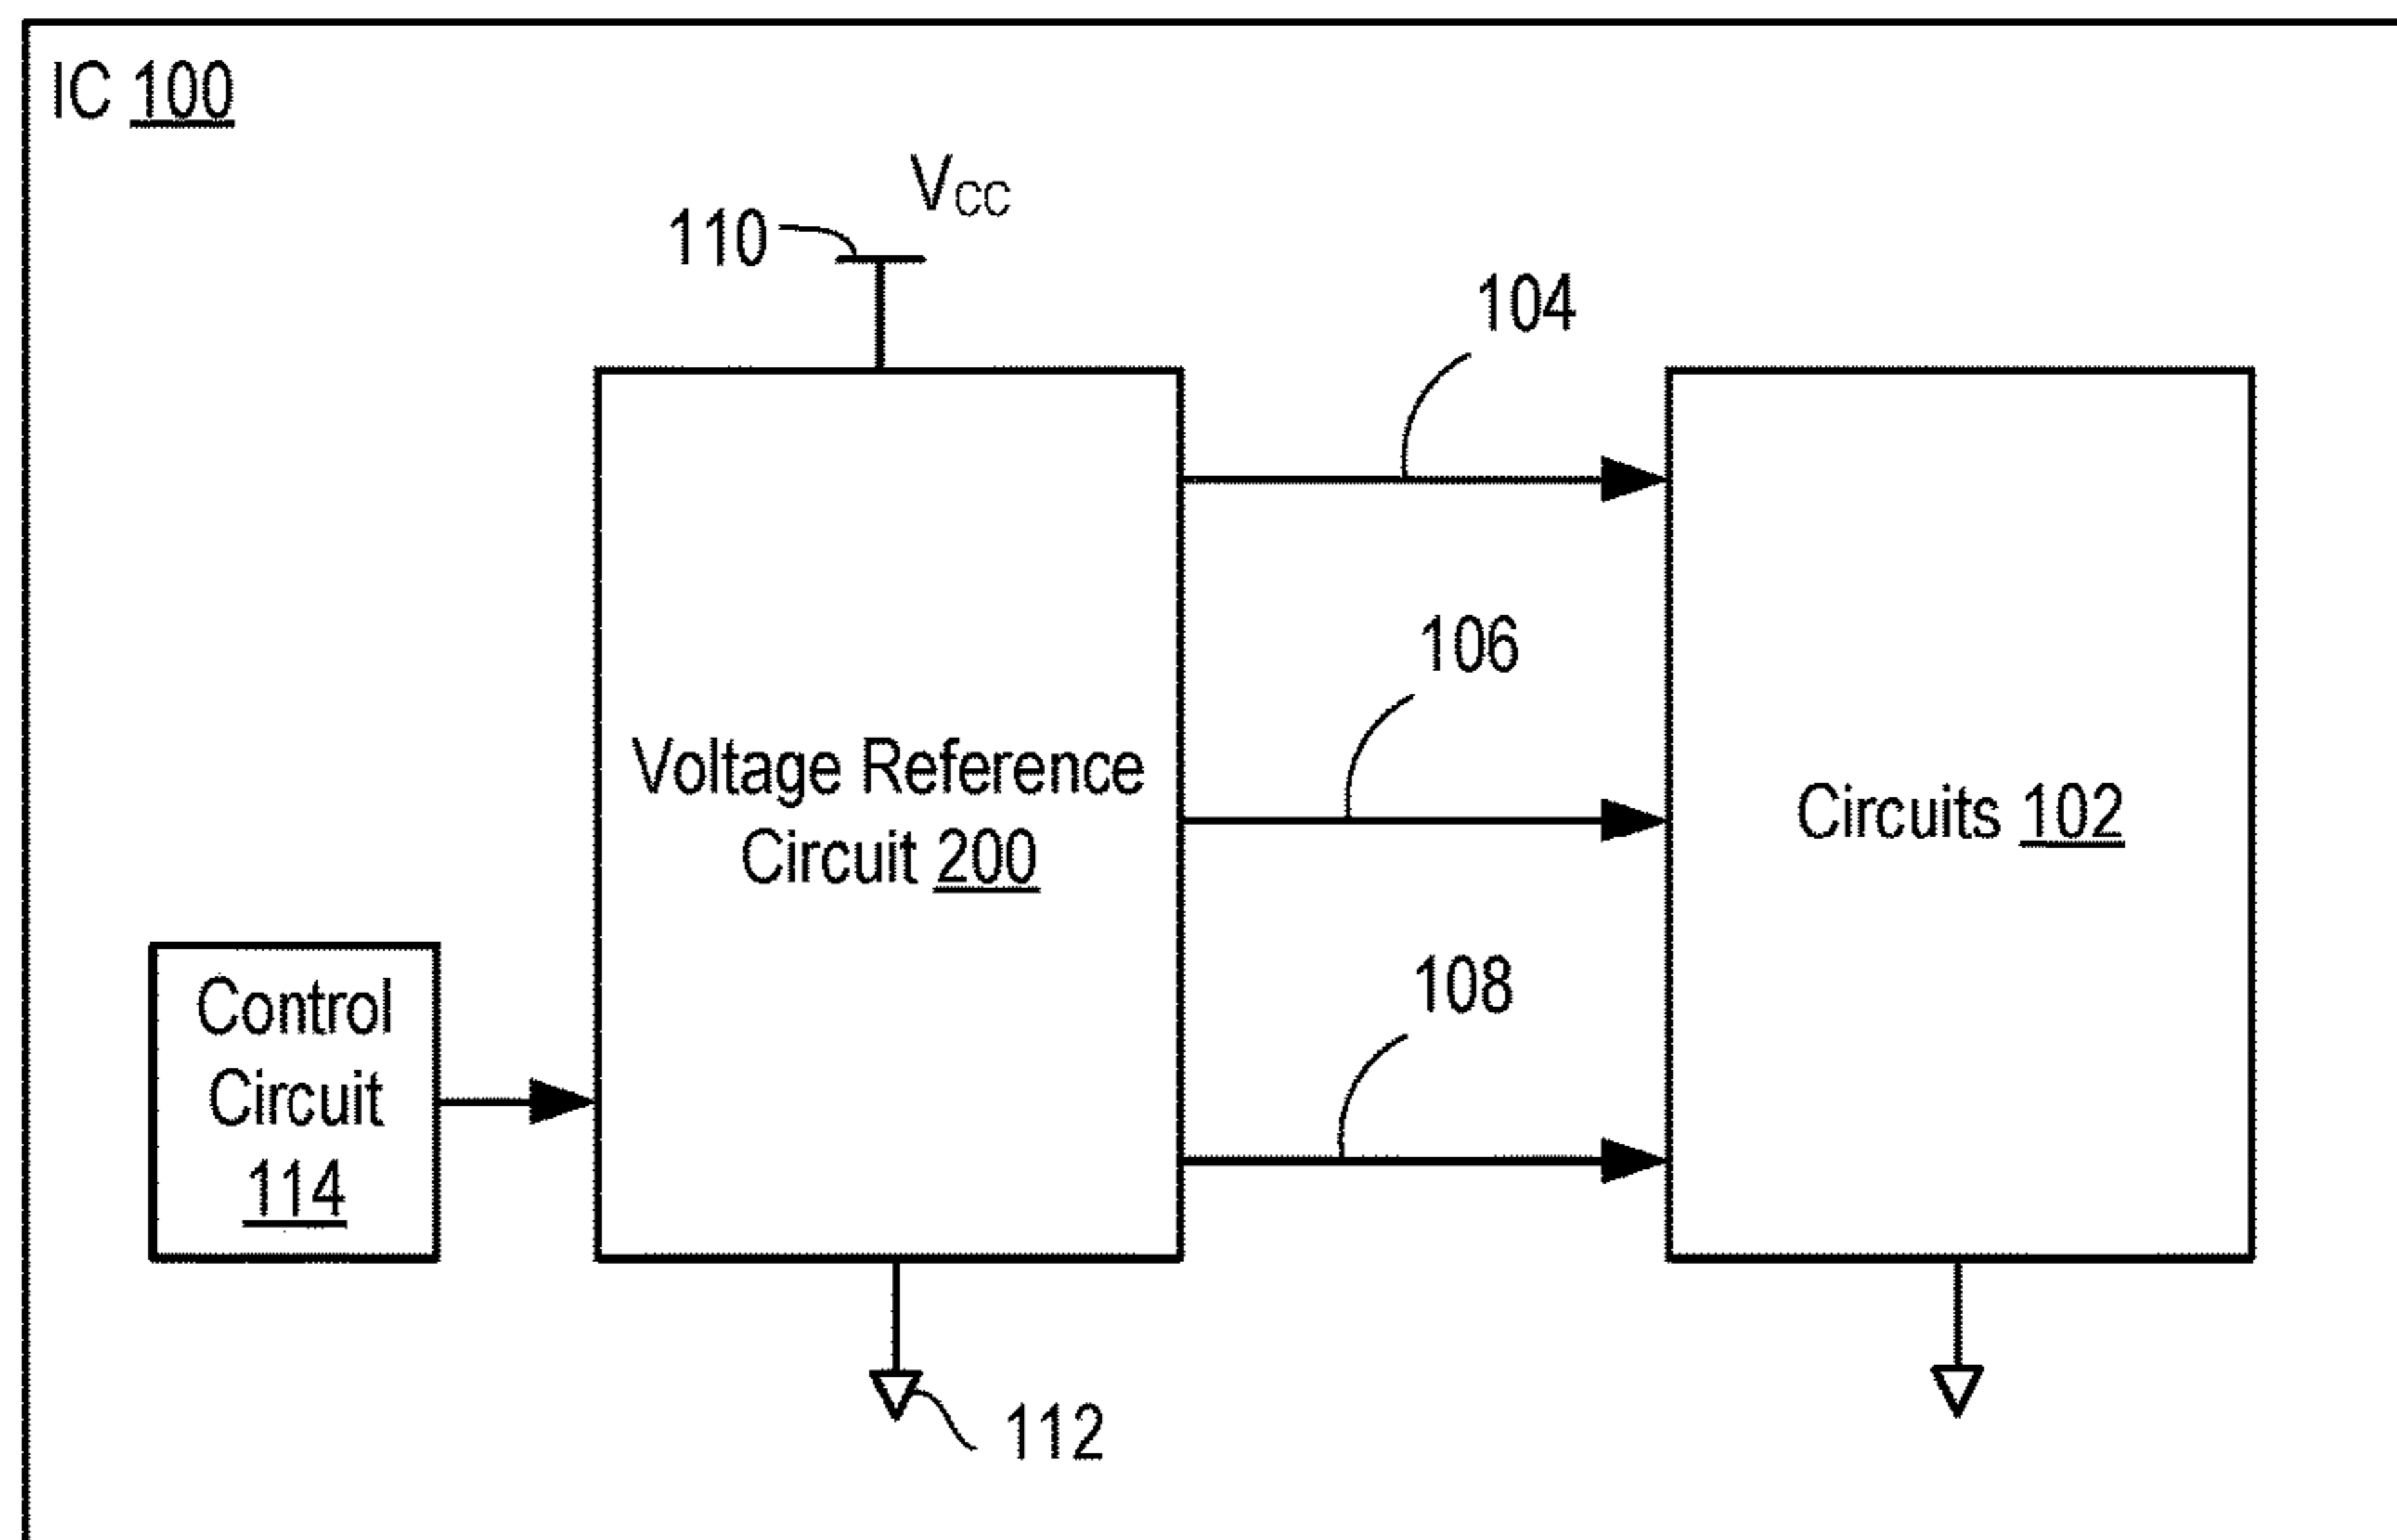 IC 100
VCC
110
104
106
Voltage Reference
Circuit 200
Circuits 102
108
Control
Circuit
114
112